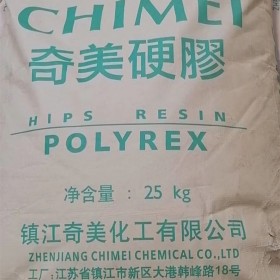 CHIMEI
奇美硬膠
HIPS RESIN
POLYREX
净含量：25 kg
镇江奇美化工有限公司
ZHENJIANG CHIMEI CHEMICAL CO.,LTD
工厂:江苏省镇江市新区大港韩峰路18号